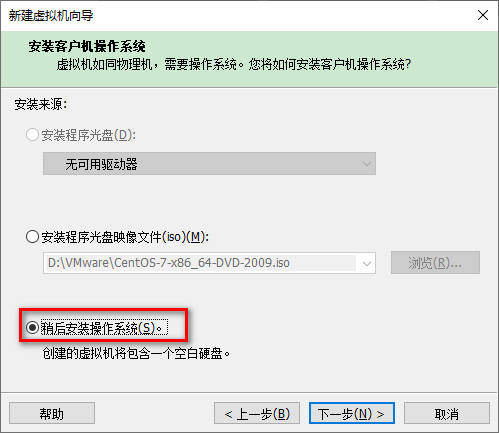 新建虚拟机向导
安装客户机操作系统
虚拟机如同物理机，需要操作系统。您将如何安装客户机操作系统?
安装来源:
安装程序光盘(D):
无可用驱动器
安装程序光盘映像文件(iso)(M):
D:\VMware\CentOS-7-x86_64-DVD-2009.iso
浏览(R)...
稍后安装操作系统(S)。
创建的虚拟机将包含一个空白硬盘。
帮助
< 上一步(B)
下一步(N) >
取消